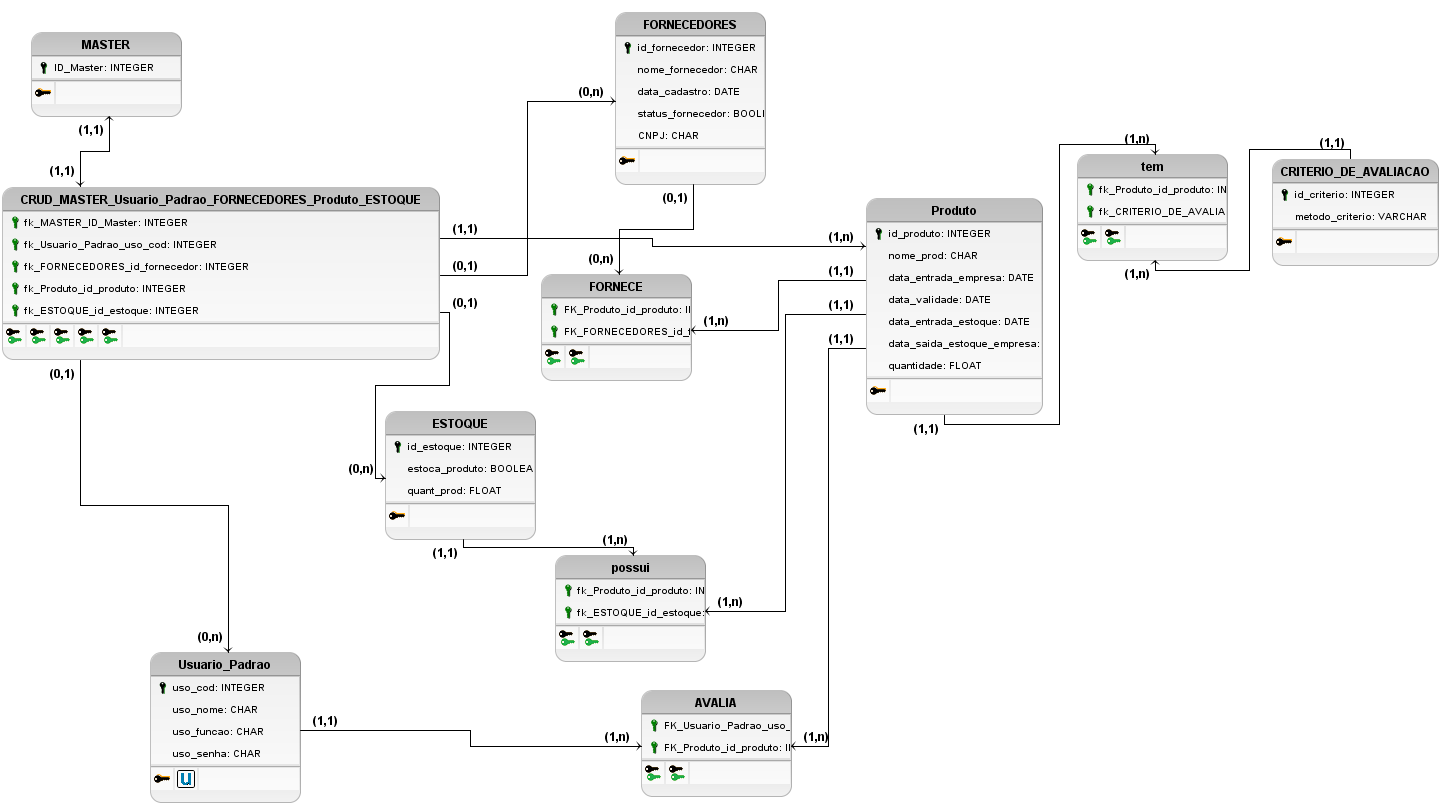 MASTER
ID_Master: INTEGER
(1,1)
(1,1)
CRUD_MASTER_Usuario_Padrao_FORNECEDORES_Produto_ESTOQUE
fk_MASTER_ID_Master: INTEGER
fk_Usuario_Padrao_uso_cod: INTEGER
fk_FORNECEDORES_id_fornecedor: INTEGER
fk_Produto_id_produto: INTEGER
fk_ESTOQUE_id_estoque: INTEGER
(1,1)
(0,1)
(0,1)
(0,1)
(0,n)
FORNECEDORES
id_fornecedor: INTEGER
nome_fornecedor: CHAR
data_cadastro: DATE
status_fornecedor: BOOLI
CNPJ: CHAR
(0,1)
(0,n)
FORNECE
FK_Produto_id_produto: II
FK_FORNECEDORES_id_f
(1,n)
(1,n)
Produto
id_produto: INTEGER
nome_prod: CHAR
data_entrada_empresa: DATE
data_validade: DATE
data_entrada_estoque: DATE
data_saida_estoque_empresa:
quantidade: FLOAT
(1,1)
(1,1)
(1,1)
(1,1)
(1,n)
tem
fk_Produto_id_produto: IN
fk_CRITERIO_DE_AVALIA
(1,n)
(1,1)
CRITERIO_DE_AVALIACAO
id_criterio: INTEGER
metodo_criterio: VARCHAR
(0,n)
ESTOQUE
id_estoque: INTEGER
estoca_produto: BOOLEA
quant_prod: FLOAT
(1,1)
(1,n)
possui
fk_Produto_id_produto: IN
fk_ESTOQUE_id_estoque:
(1,n)
(0,n)
Usuario_Padrao
uso_cod: INTEGER
uso_nome: CHAR
uso_funcao: CHAR
uso_senha: CHAR
U
(1,1)
(1,n)
AVALIA
FK_Usuario_Padrao_uso_
FK_Produto_id_produto: II
(1,n)